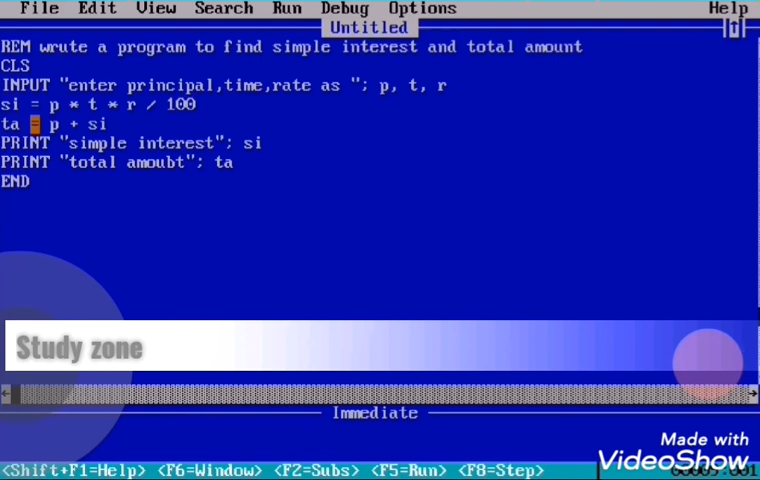 File Edit View Search Run Debug Options Help
Untitled
REM wrute a program to find simple interest and total amount
CLS
INPUT "enter principal,time,rate as "; p, t, r
si = p * t * r / 100
ta = p + si
PRINT "simple interest"; si
PRINT "total amoubt"; ta
END
Study zone
Immediate
Made with
VideoShow
<Shift+F1=Help> <F6=Window> <F2=Subs> <F5=Run> <F8=Step>